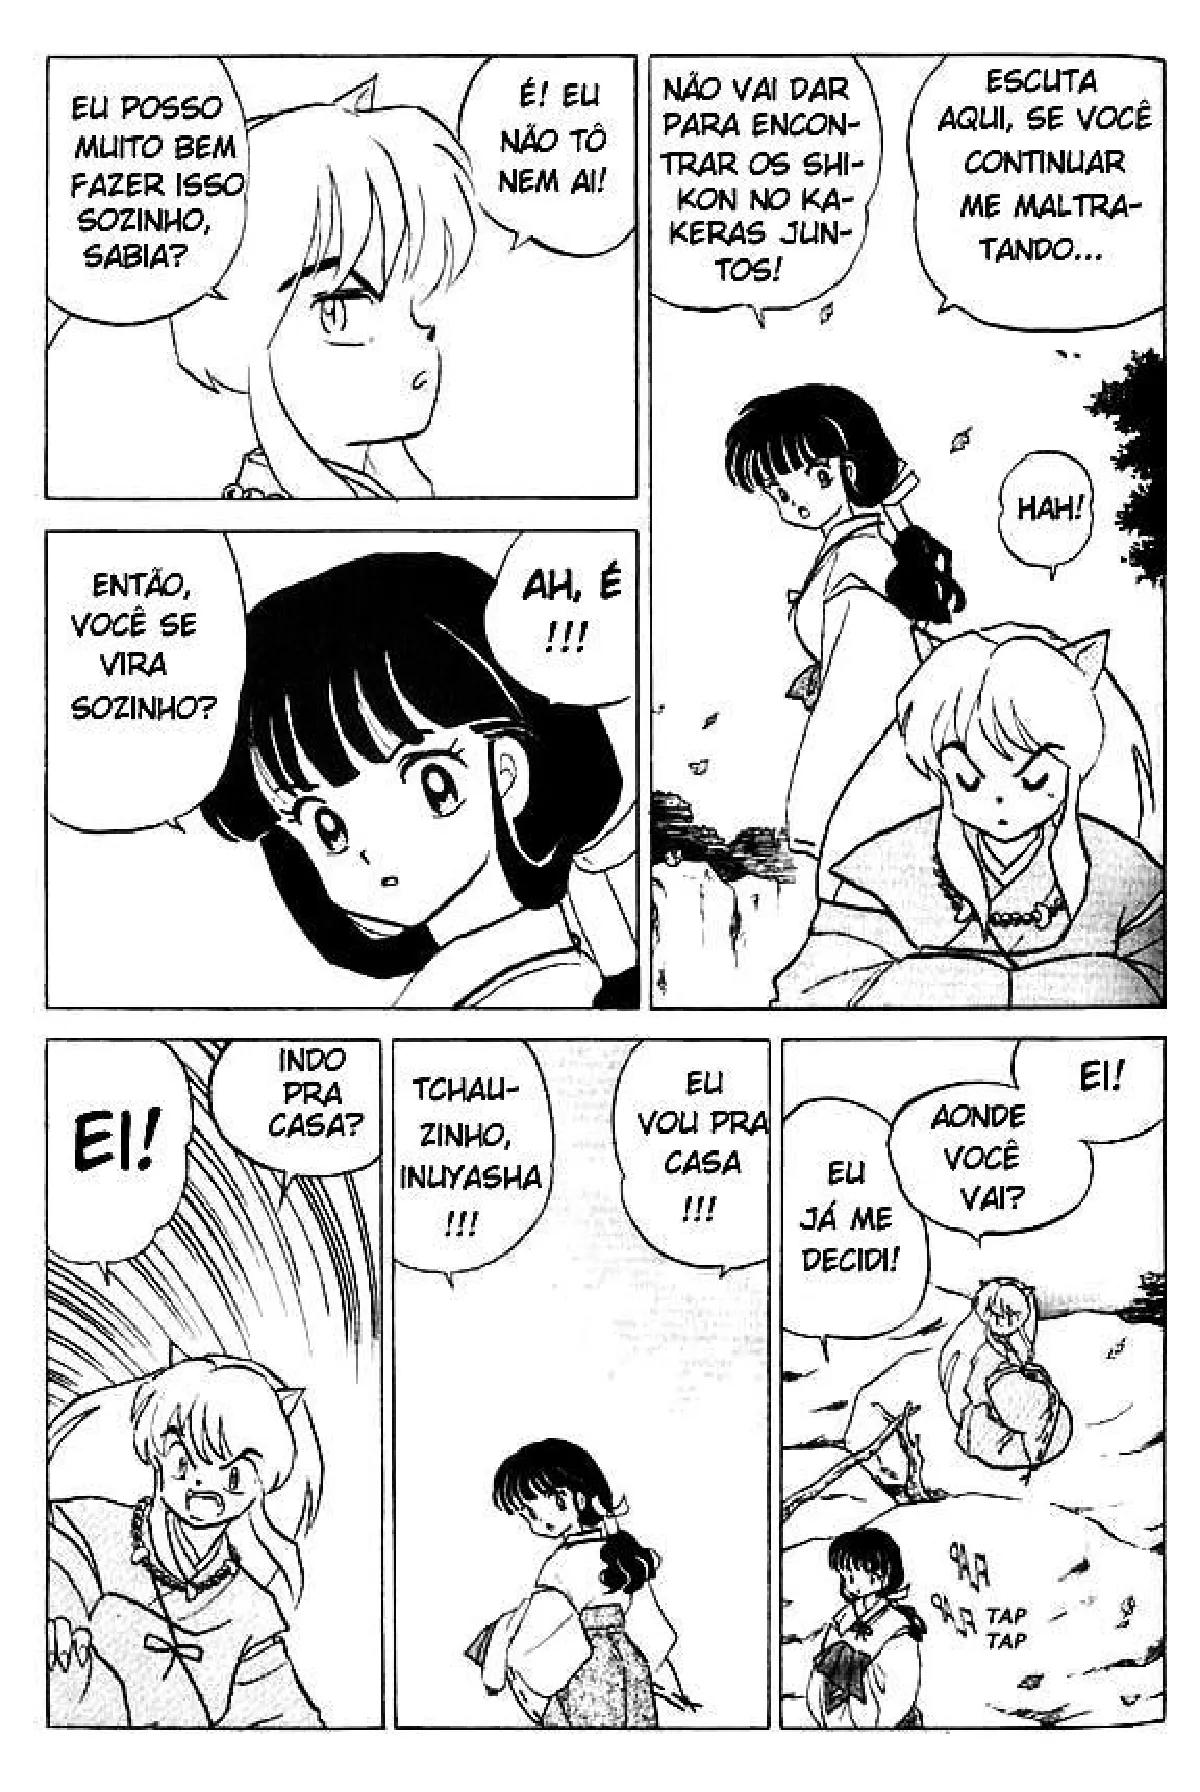 ESCUTA
AQUI, SE VOCÊ
CONTINUAR
ME MALTRA-
TANDO...
NÃO VAI DAR
PARA ENCON-
TRAR OS SHI-
KON NO KA-
KERAS JUN-
TOS!
HAH!
É! EU
NÃO TÔ
NEM AI!
EU POSSO
MUITO BEM
FAZER ISSO
SOZINHO,
SABIA?
AH, É
!!!
ENTÃO,
VOCÊ SE
VIRA
SOZINHO?
EI!
AONDE
VOCÊ
VAI?
EU
JÁ ME
DECIDI!
TAP
TAP
EU
VOU PRA
CASA
!!!
TCHAU-
ZINHO,
INUYASHA
!!!
INDO
PRA
CASA?
EI!